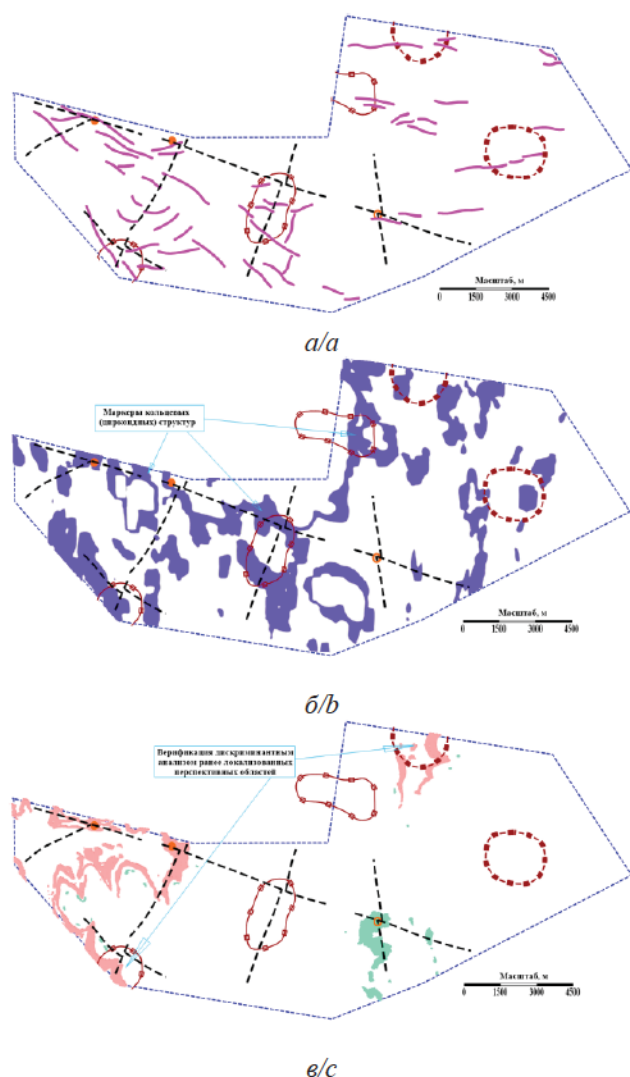 Масштаб, м
0 1500 3000 4500
а/a
Маркеры кольцевых
(циркоидных) структур
Масштаб, м
0 1500 3000 4500
б/b
Верификация дискриминантным
анализом ранее локализованных
перспективных областей
Масштаб, м
0 1500 3000 4500
в/c